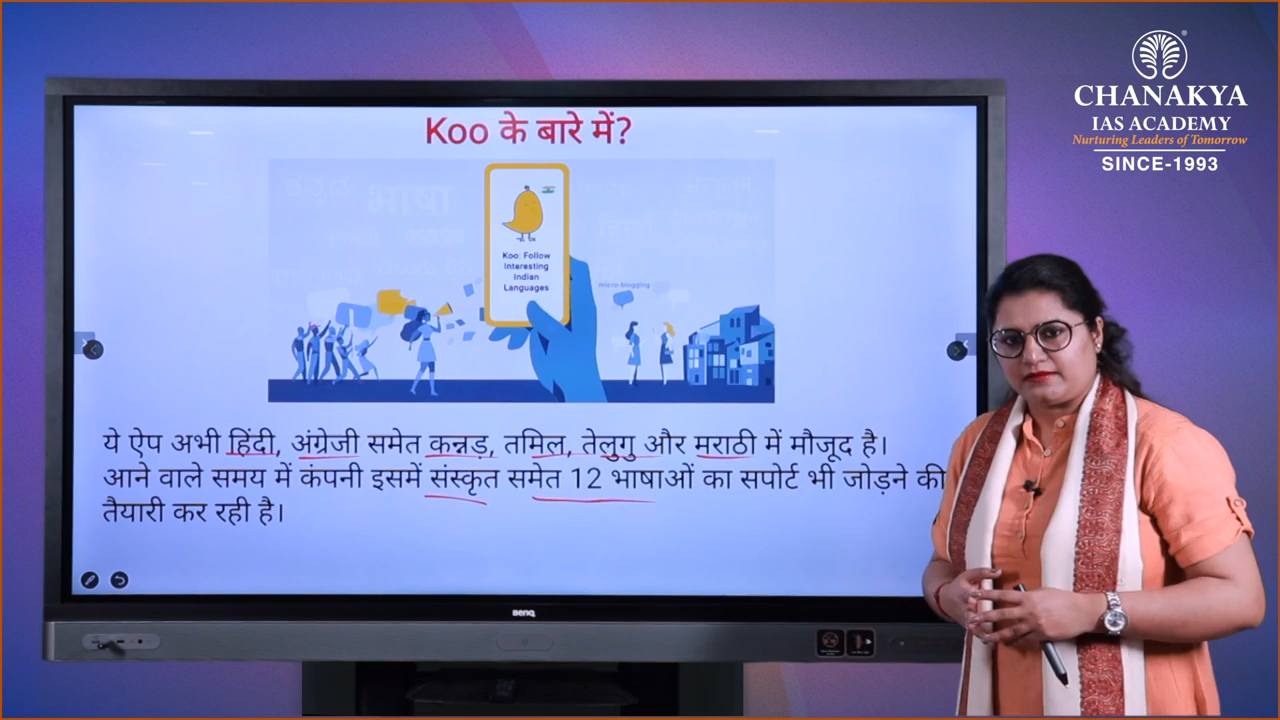 Koo के बारे में?
भाषा
Koo: Follow
Interesting
Indian
Languages
micro-blogging
ये ऐप अभी हिंदी, अंग्रेजी समेत कन्नड़, तमिल, तेलुगु और मराठी में मौजूद है।
आने वाले समय में कंपनी इसमें संस्कृत समेत 12 भाषाओं का सपोर्ट भी जोड़ने की
तैयारी कर रही है।
BenQ
CHANAKYA
IAS ACADEMY
Nurturing Leaders of Tomorrow
SINCE-1993